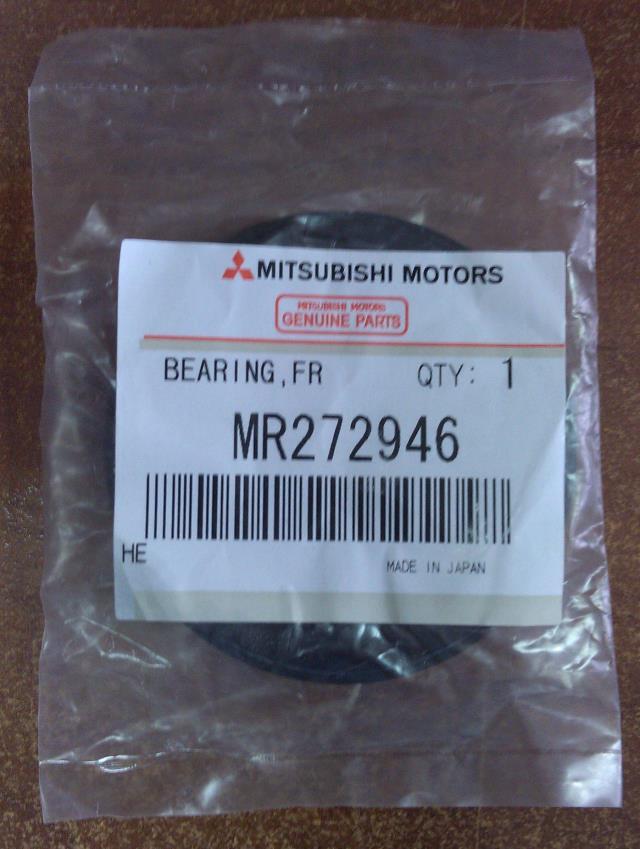 MITSUBISHI MOTORS
MITSUBISHI MOTORS
GENUINE PARTS
BEARING,FR QTY: 1
MR272946
HE
MADE IN JAPAN